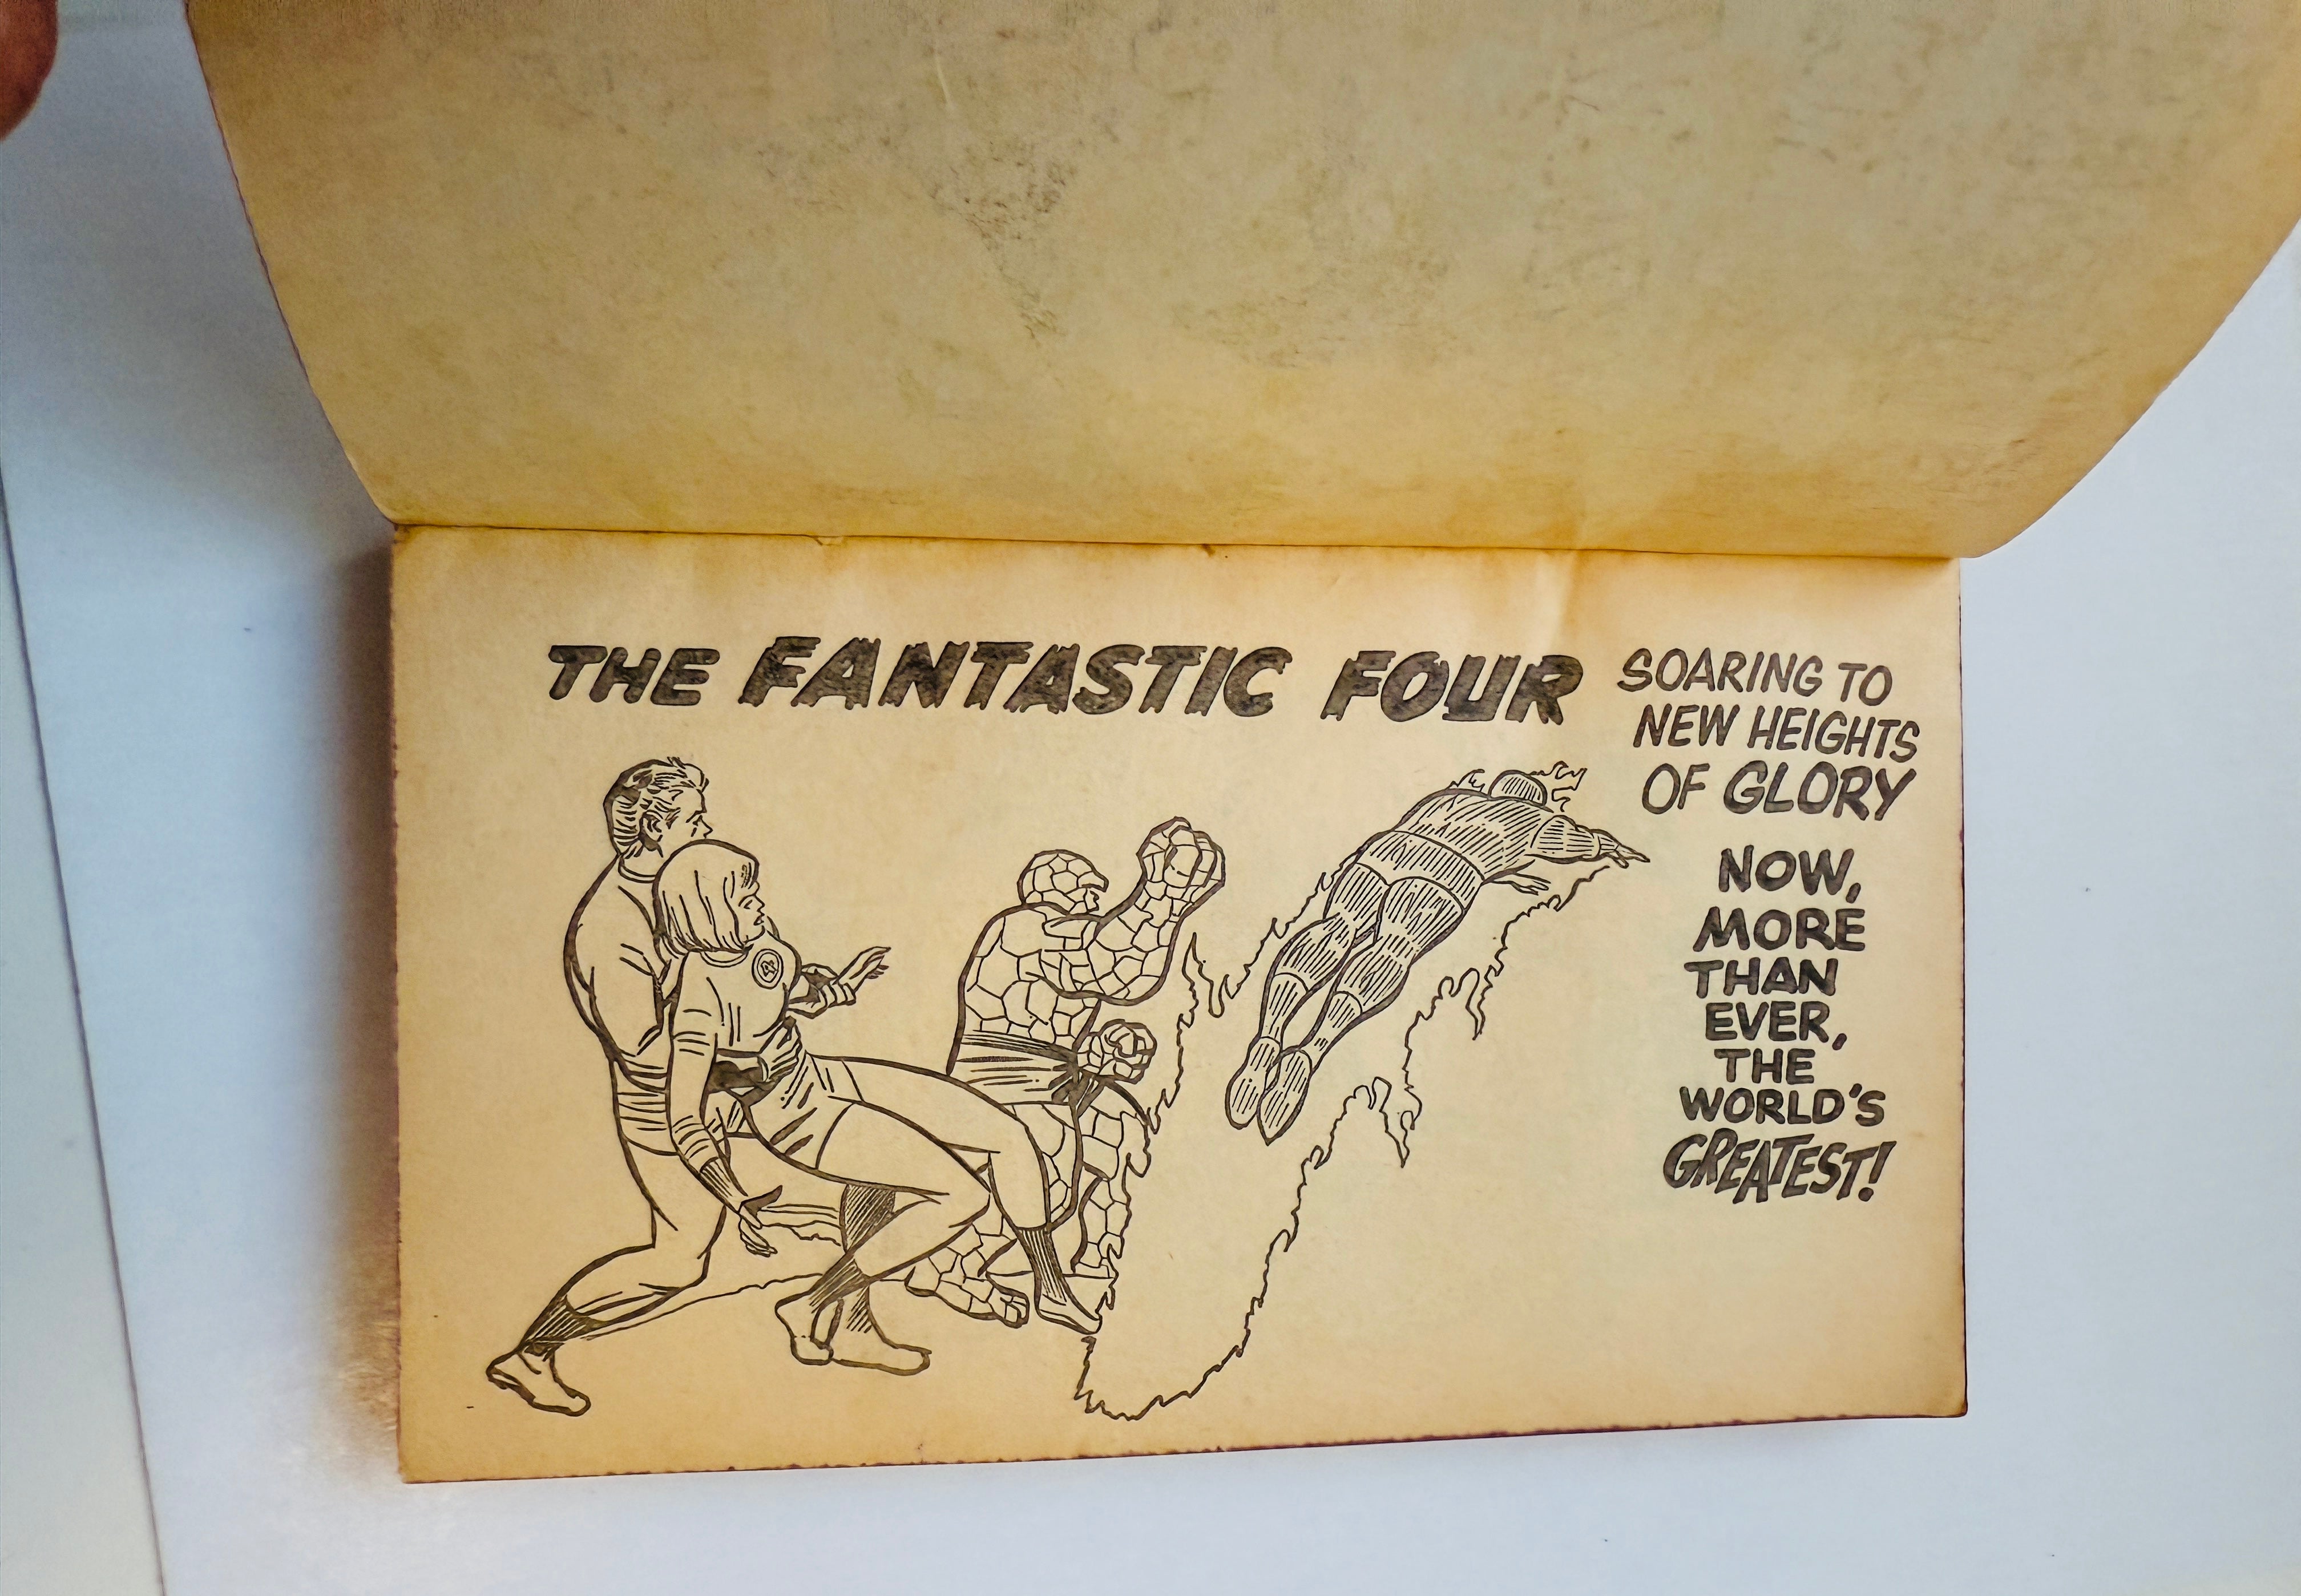 THE FANTASTIC FOUR
SOARING TO
NEW HEIGHTS
OF GLORY
NOW,
MORE
THAN
EVER,
THE
WORLD'S
GREATEST!